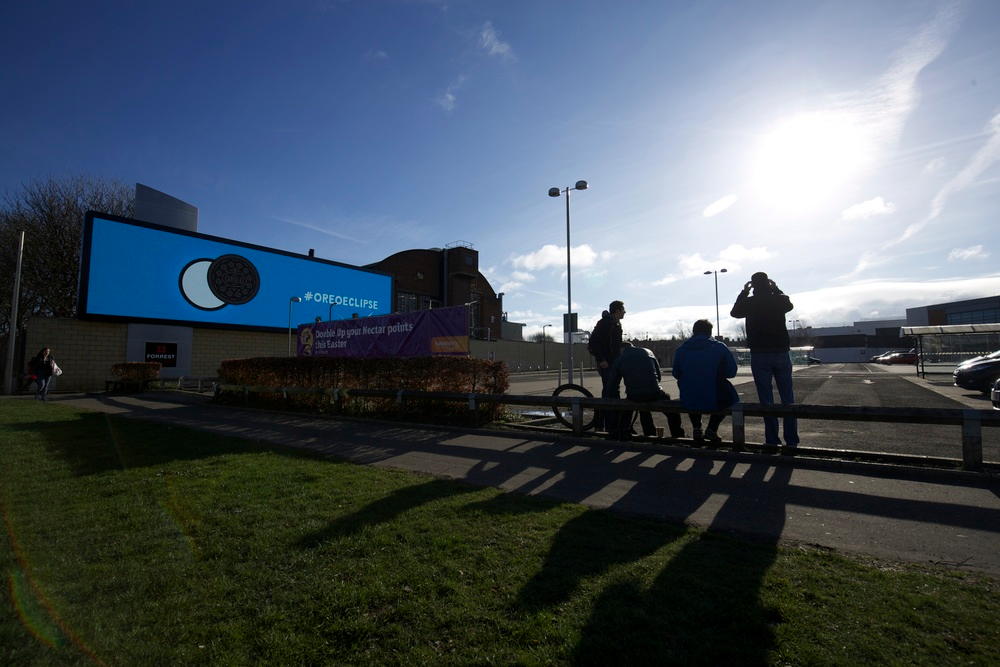 #OREOECLIPSE
Double Up your Nectar points
this Easter
FORREST